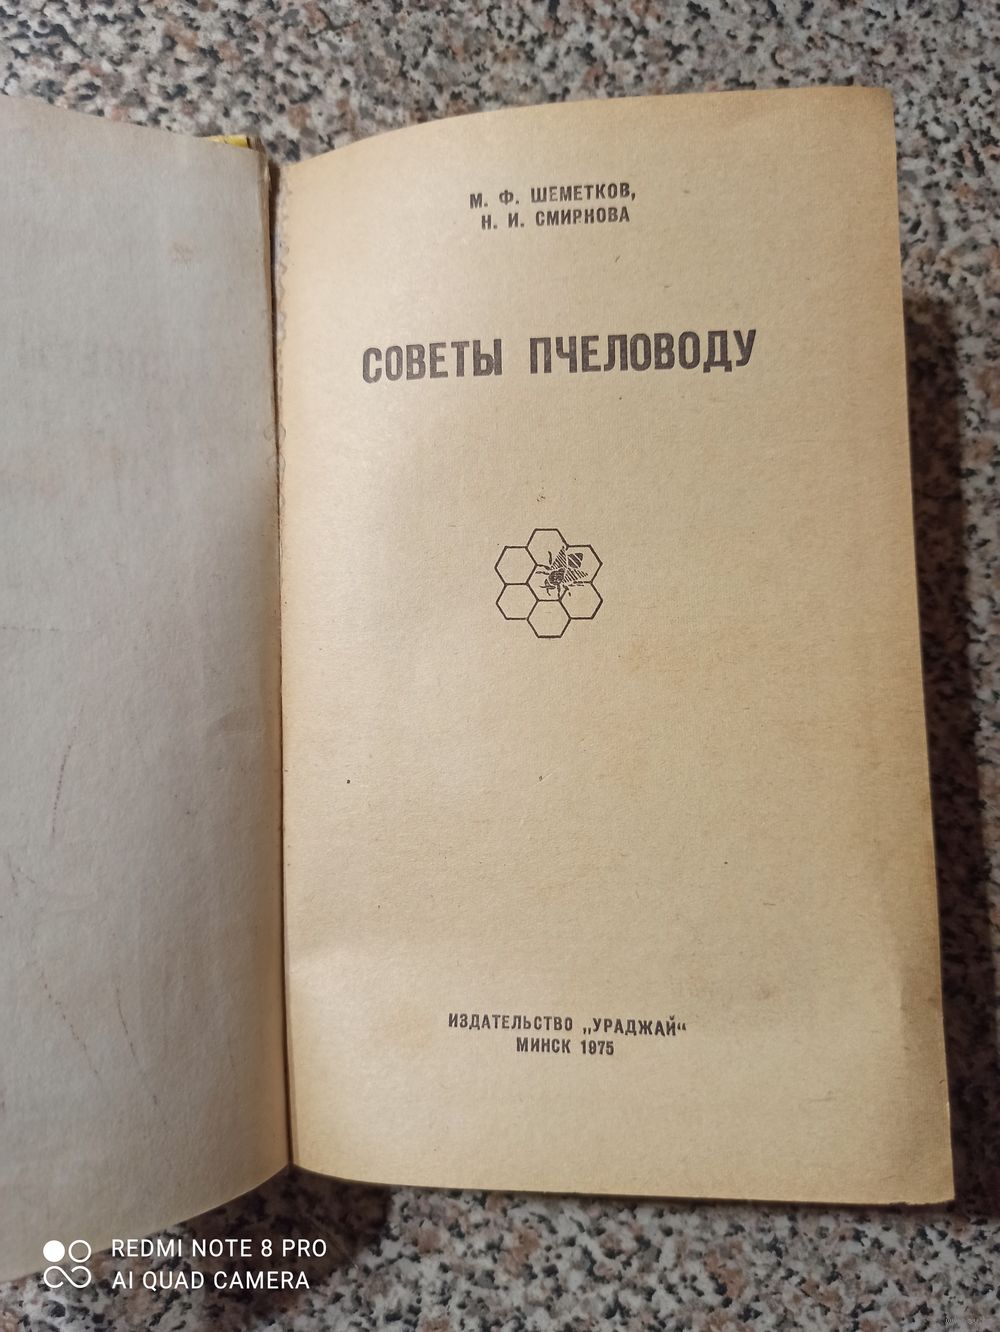 М. Ф. ШЕМЕТКОВ,
Н. И. СМИРНОВА
СОВЕТЫ ПЧЕЛОВОДУ
ИЗДАТЕЛЬСТВО „УРАДЖАЙ“
МИНСК 1975
REDMI NOTE 8 PRO
AI QUAD CAMERA